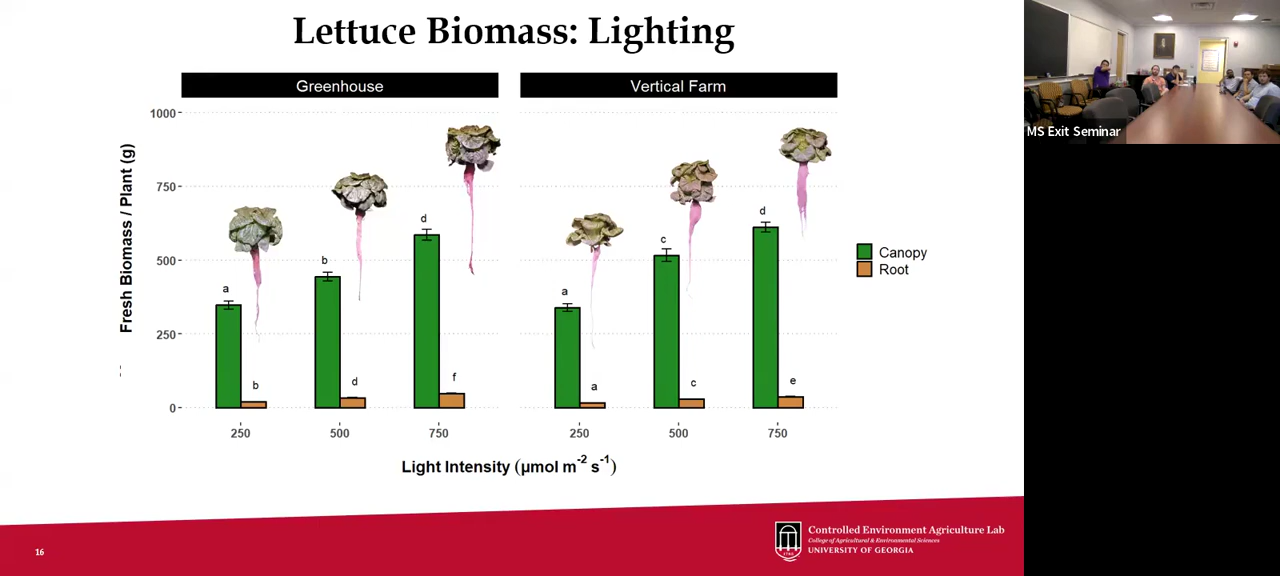 Lettuce Biomass: Lighting
Greenhouse
Vertical Farm
Fresh Biomass / Plant (g)
1000
750
500
250
0
a
b
b
d
d
f
a
a
c
c
d
e
250
500
750
250
500
750
Light Intensity (µmol m⁻² s⁻¹)
Canopy
Root
16
Controlled Environment Agriculture Lab
College of Agricultural & Environmental Sciences
UNIVERSITY OF GEORGIA
1785
MS Exit Seminar